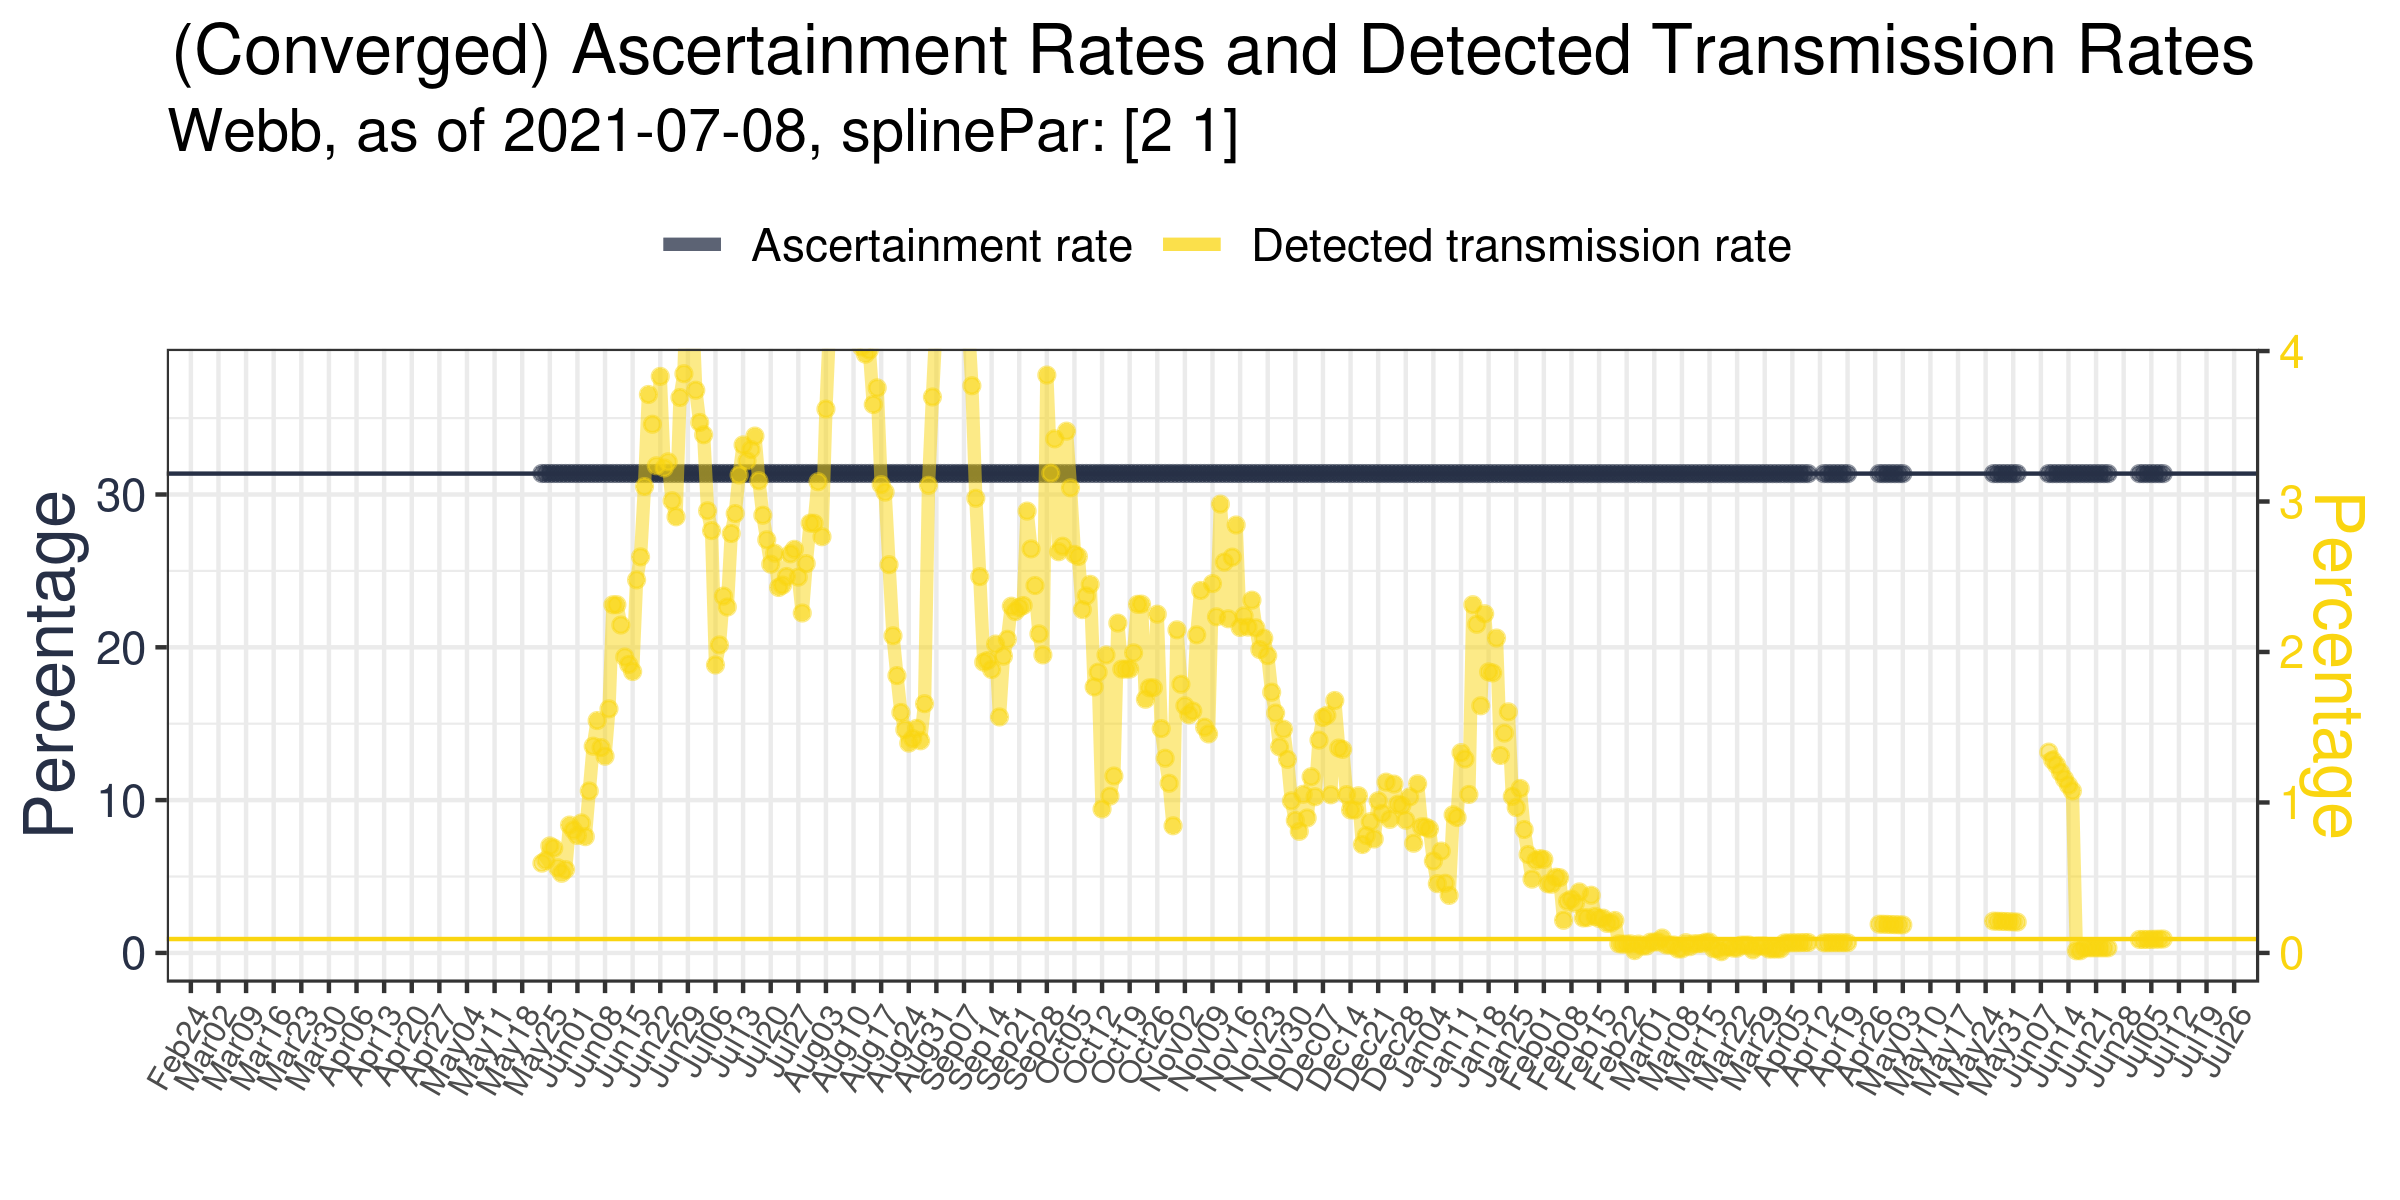 (Converged) Ascertainment Rates and Detected Transmission Rates
Webb, as of 2021-07-08, splinePar: [2 1]
Ascertainment rate Detected transmission rate
Percentage
30
20
10
0
4
3
2
1
0
Percentage
Feb24 Mar02 Mar09 Mar16 Mar23 Mar30 Apr06 Apr13 Apr20 Apr27 May04 May11 May18 May25 Jun01 Jun08 Jun15 Jun22 Jun29 Jul06 Jul13 Jul20 Jul27 Aug03 Aug10 Aug17 Aug24 Aug31 Sep07 Sep14 Sep21 Sep28 Oct05 Oct12 Oct19 Oct26 Nov02 Nov09 Nov16 Nov23 Nov30 Dec07 Dec14 Dec21 Dec28 Jan04 Jan11 Jan18 Jan25 Feb01 Feb08 Feb15 Feb22 Mar01 Mar08 Mar15 Mar22 Mar29 Apr05 Apr12 Apr19 Apr26 May03 May10 May17 May24 May31 Jun07 Jun14 Jun21 Jun28 Jul05 Jul12 Jul19 Jul26